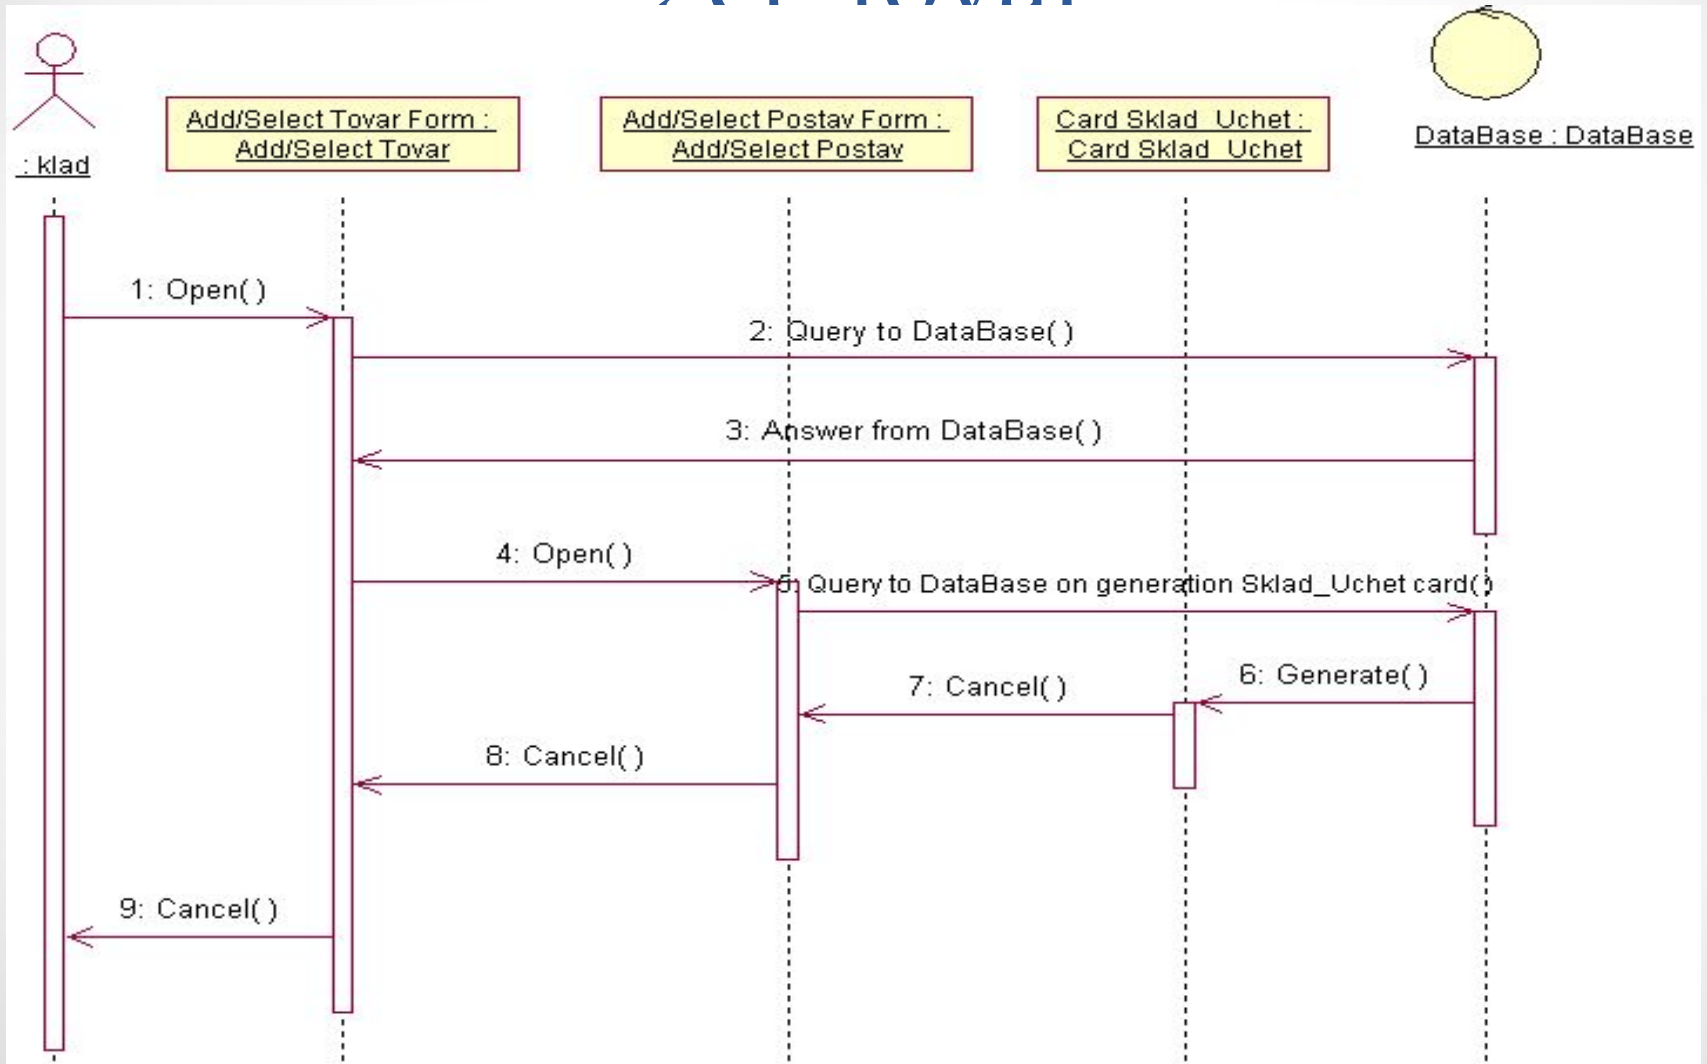 : klad
Add/Select Tovar Form :
Add/Select Tovar
Add/Select Postav Form :
Add/Select Postav
Card Sklad_Uchet :
Card Sklad_Uchet
DataBase : DataBase
1: Open( )
2: Query to DataBase( )
3: Answer from DataBase( )
4: Open( )
5: Query to DataBase on generation Sklad_Uchet card( )
6: Generate( )
7: Cancel( )
8: Cancel( )
9: Cancel( )